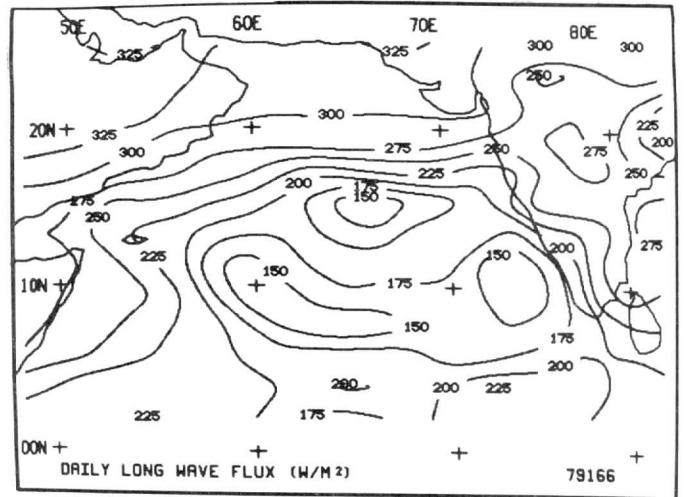 50E 60E 70E 80E
325 325 300 300
250
300
20N 325 225
300 275 250 275 200
225 250
200 175
275 150
250
275
225 200
150 150
10N 175
150
175
200
200 200 225
225 175
00N
DAILY LONG WAVE FLUX (W/M²) 79166